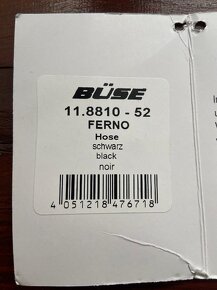 BÜSE
11.8810 - 52
FERNO
Hose
schwarz
black
noir
4 051218 476718